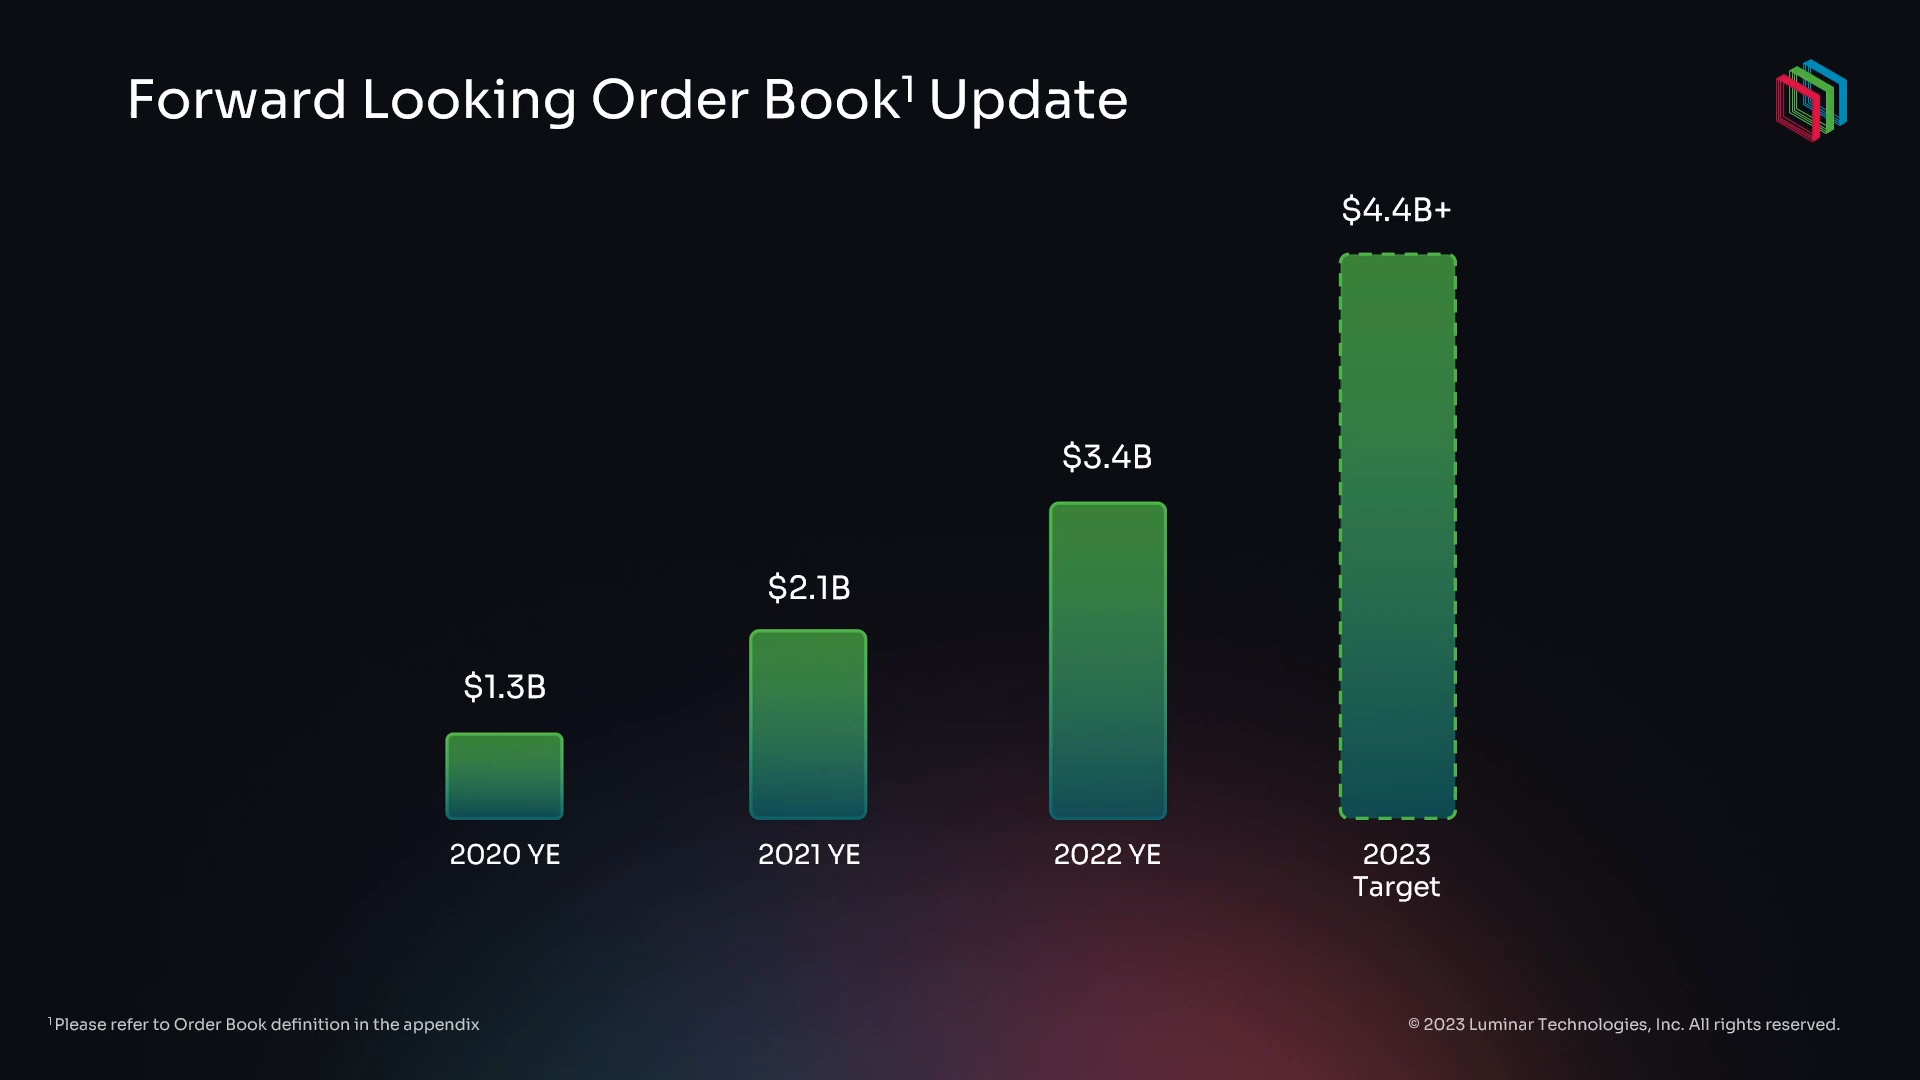 Forward Looking Order Book¹ Update
$4.4B+
$3.4B
$2.1B
$1.3B
2020 YE
2021 YE
2022 YE
2023
Target
¹ Please refer to Order Book definition in the appendix
© 2023 Luminar Technologies, Inc. All rights reserved.